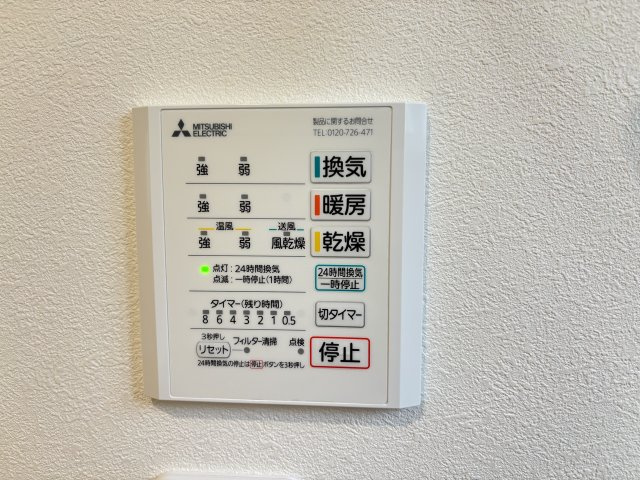 MITSUBISHI
ELECTRIC
製品に関するお問合せ
TEL:0120-726-471
強 弱 換気
強 弱 暖房
温風 送風
強 弱 風乾燥 乾燥
点灯：24時間換気
点滅：一時停止(1時間)
24時間換気
一時停止
タイマー(残り時間)
8 6 4 3 2 1 0.5
切タイマー
3秒押し
リセット フィルター清掃 点検
停止
24時間換気の停止は停止ボタンを3秒押し